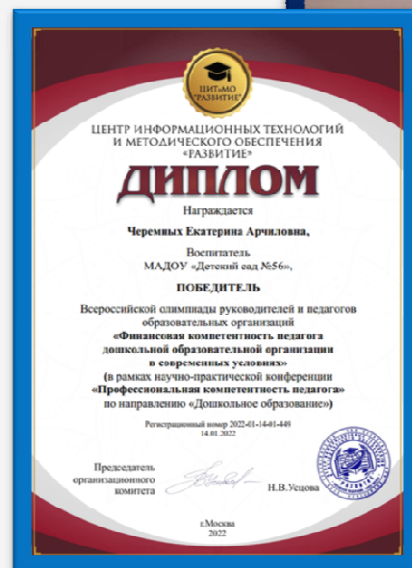 ЦИТиМО
"РАЗВИТИЕ"
ЦЕНТР ИНФОРМАЦИОННЫХ ТЕХНОЛОГИЙ
И МЕТОДИЧЕСКОГО ОБЕСПЕЧЕНИЯ
«РАЗВИТИЕ»
ДИПЛОМ
Награждается
Черемных Екатерина Арчиловна,
Воспитатель
МАДОУ «Детский сад №56»,
ПОБЕДИТЕЛЬ
Всероссийской олимпиады руководителей и педагогов
образовательных организаций
«Финансовая компетентность педагога
дошкольной образовательной организации
в современных условиях»
(в рамках научно-практической конференции
«Профессиональная компетентность педагога»
по направлению «Дошкольное образование»)
Регистрационный номер 2022-01-14-01-449
14.01.2022
Председатель
организационного
комитета
Н.В.Усцова
г.Москва
2022